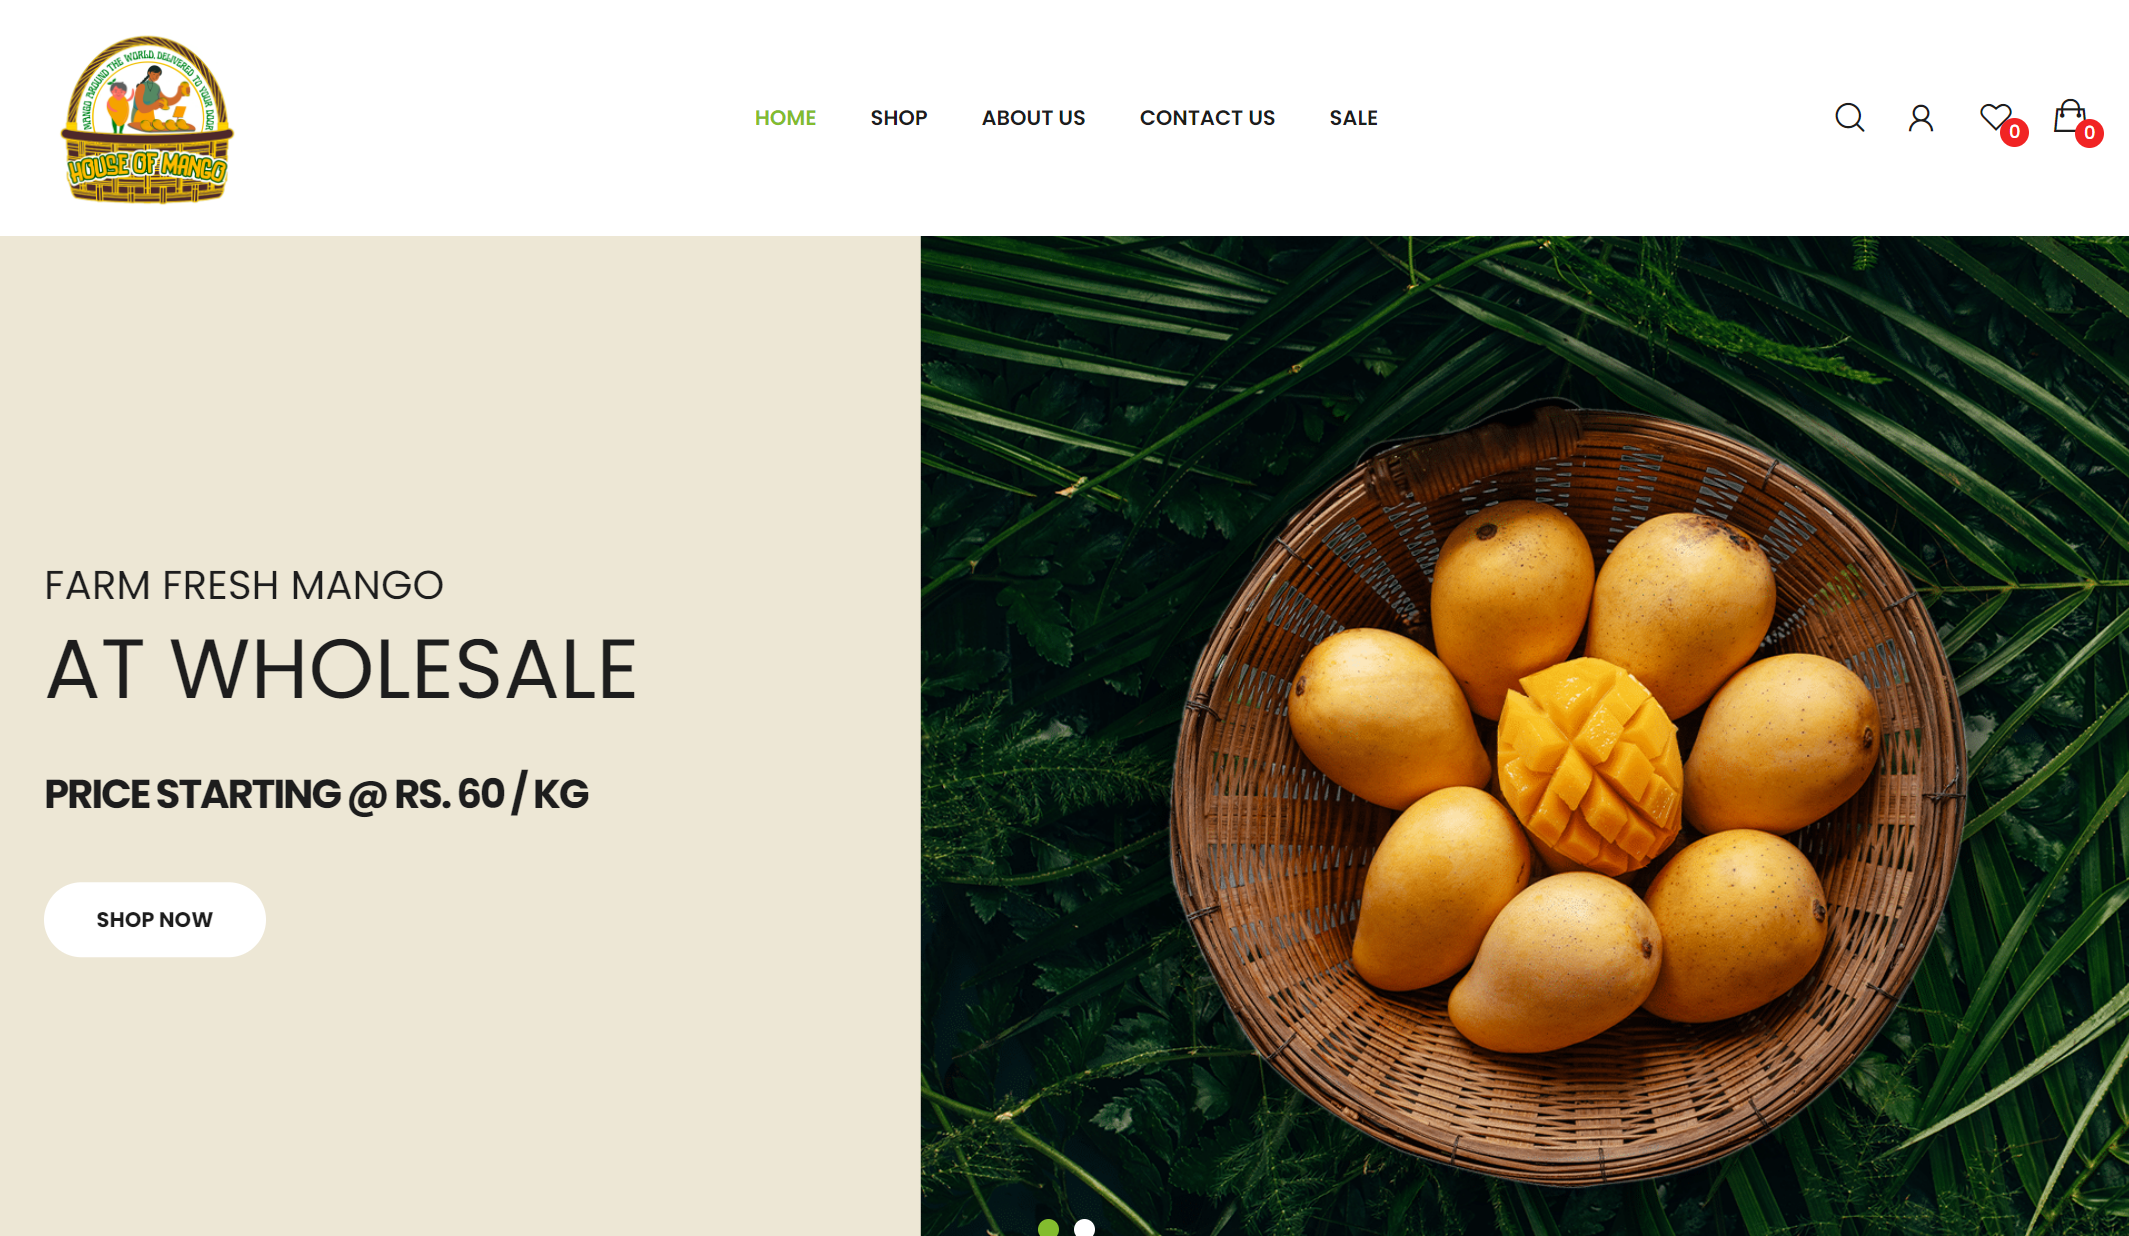 MANGO AROUND THE WORLD, DELIVERED TO YOUR DOOR
HOUSE OF MANGO
HOME SHOP ABOUT US CONTACT US SALE
0 0
FARM FRESH MANGO
AT WHOLESALE
PRICE STARTING @ RS. 60 / KG
SHOP NOW